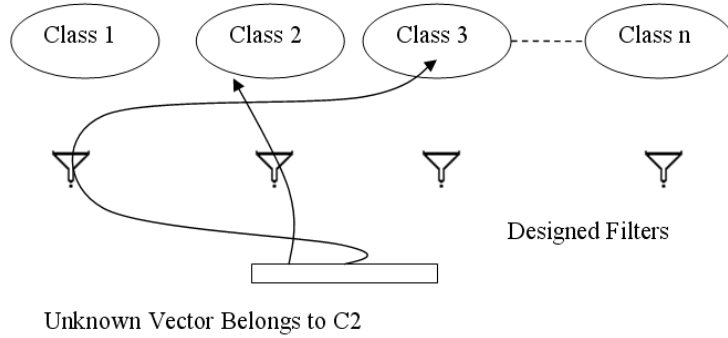 Class 1
Class 2
Class 3
Class n
Designed Filters
Unknown Vector Belongs to C2